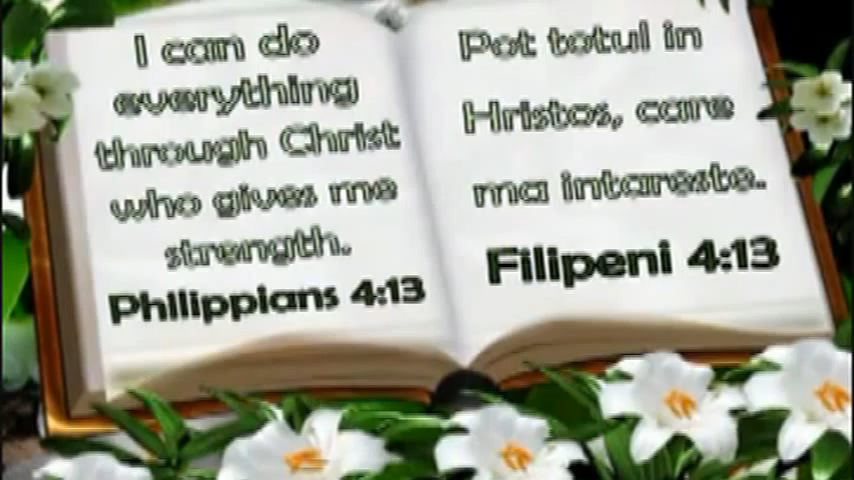 I can do
everything
through Christ
who gives me
strength.
Philippians 4:13
Pot totul in
Hristos, care
ma intareste.
Filipeni 4:13